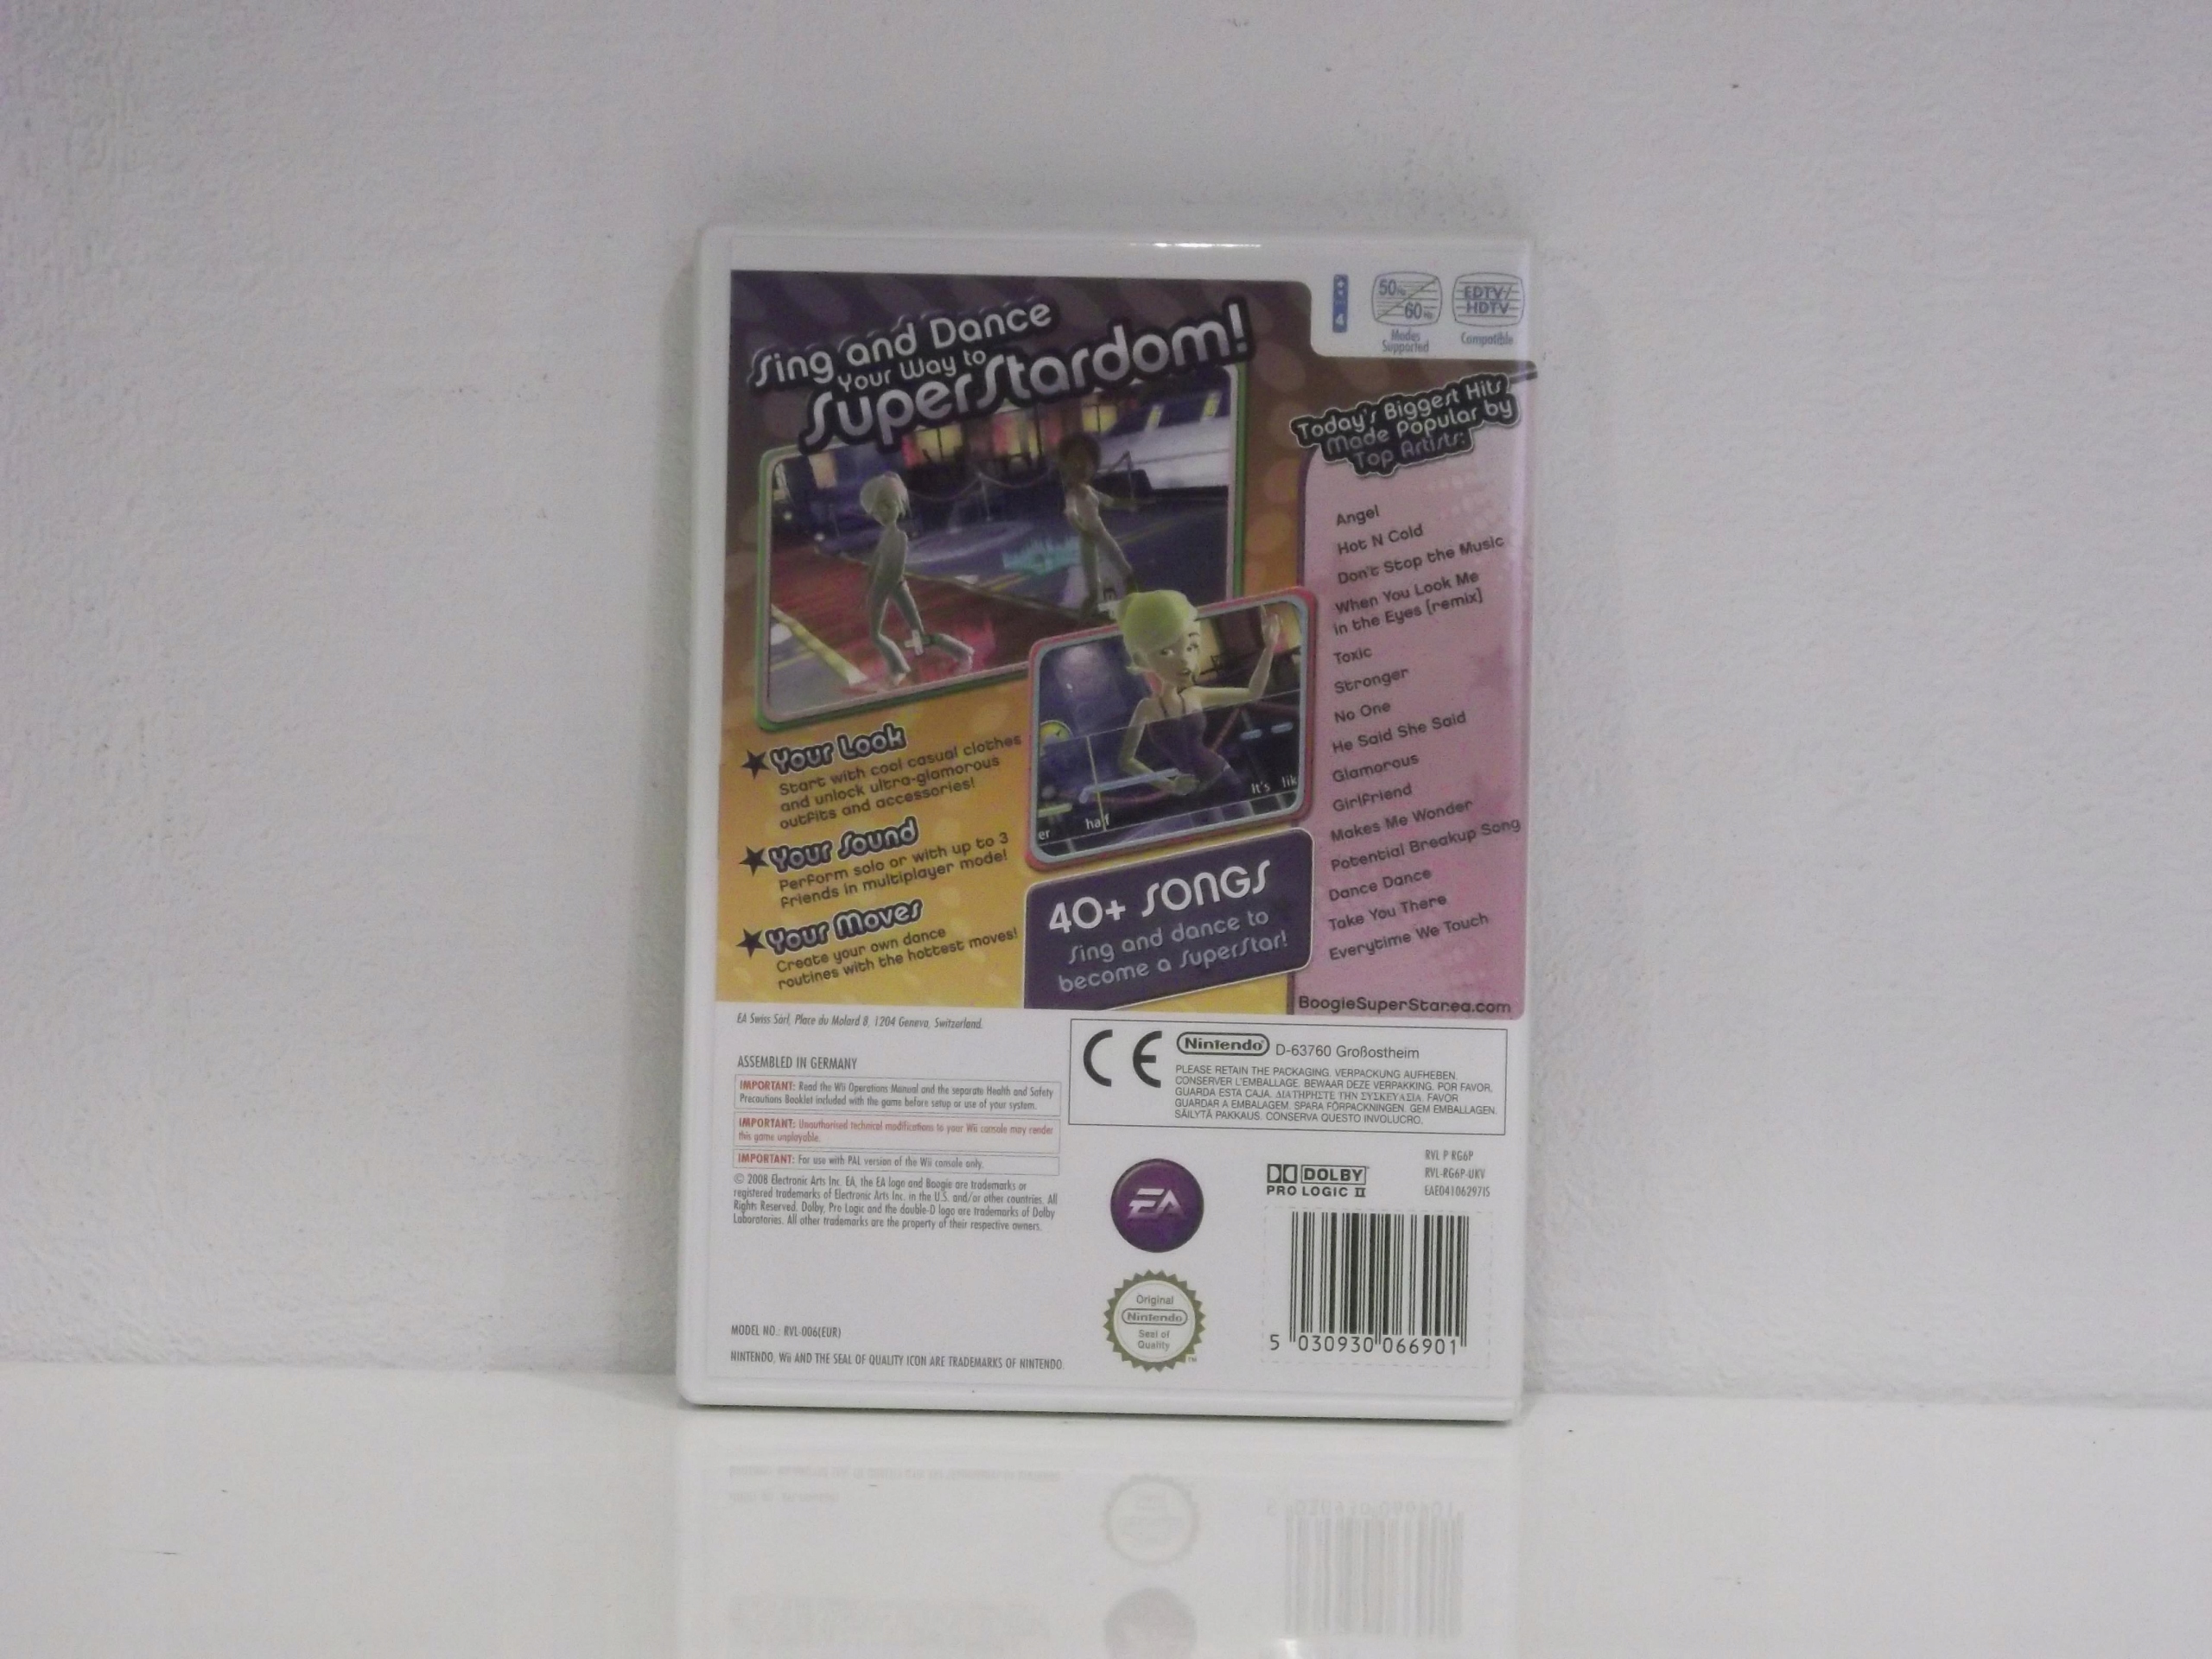 Sing and Dance
Your Way to
SuperStardom!
4
50Hz
60Hz
Modes
Supported
EDTV/
HDTV
Compatible
Today's Biggest Hits
Made Popular by
Top Artists:
Angel
Hot N Cold
Don't Stop the Music
When You Look Me
in the Eyes [remix]
Toxic
Stronger
No One
He Said She Said
Glamorous
Girlfriend
Makes Me Wonder
Potential Breakup Song
Dance Dance
Take You There
Everytime We Touch
BoogieSuperStar.ea.com
It's lik
er half
Your Look
Start with cool casual clothes
and unlock ultra-glamorous
outfits and accessories!
Your Sound
Perform solo or with up to 3
friends in multiplayer mode!
Your Moves
Create your own dance
routines with the hottest moves!
40+ SONGS
Sing and dance to
become a SuperStar!
EA Swiss Sàrl, Place du Molard 8, 1204 Geneva, Switzerland.
ASSEMBLED IN GERMANY
IMPORTANT: Read the Wii Operations Manual and the separate Health and Safety
Precautions Booklet included with the game before setup or use of your system.
IMPORTANT: Unauthorised technical modifications to your Wii console may render
this game unplayable.
IMPORTANT: For use with PAL version of the Wii console only.
© 2008 Electronic Arts Inc. EA, the EA logo and Boogie are trademarks or
registered trademarks of Electronic Arts Inc. in the U.S. and/or other countries. All
Rights Reserved. Dolby, Pro Logic and the double-D logo are trademarks of Dolby
Laboratories. All other trademarks are the property of their respective owners.
MODEL NO.: RVL-006(EUR)
NINTENDO, Wii AND THE SEAL OF QUALITY ICON ARE TRADEMARKS OF NINTENDO.
CE
Nintendo D-63760 Großostheim
PLEASE RETAIN THE PACKAGING. VERPACKUNG AUFHEBEN.
CONSERVER L'EMBALLAGE. BEWAAR DEZE VERPAKKING. POR FAVOR,
GUARDA ESTA CAJA. ΔΙΑΤΗΡΗΣΤΕ ΤΗΝ ΣΥΣΚΕΥΑΣΙΑ. FAVOR
GUARDAR A EMBALAGEM. SPARA FÖRPACKNINGEN. GEM EMBALLAGEN.
SÄILYTÄ PAKKAUS. CONSERVA QUESTO INVOLUCRO.
EA
DOLBY
PRO LOGIC II
RVL P RG6P
RVL-RG6P-UKV
EAE04106297IS
Original
Nintendo
Seal of
Quality
TM
5 030930 066901